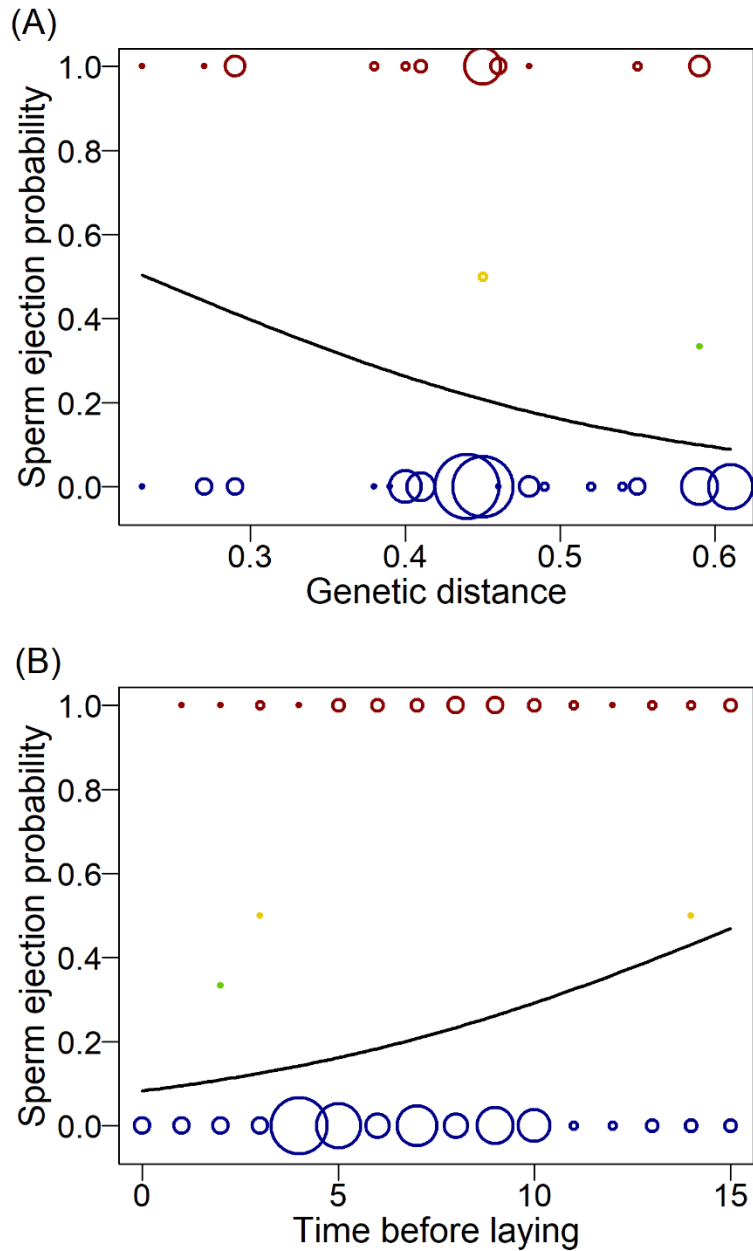 (A)
Sperm ejection probability
1.0
0.8
0.6
0.4
0.2
0.0
0.3 0.4 0.5 0.6
Genetic distance
(B)
Sperm ejection probability
1.0
0.8
0.6
0.4
0.2
0.0
0 5 10 15
Time before laying